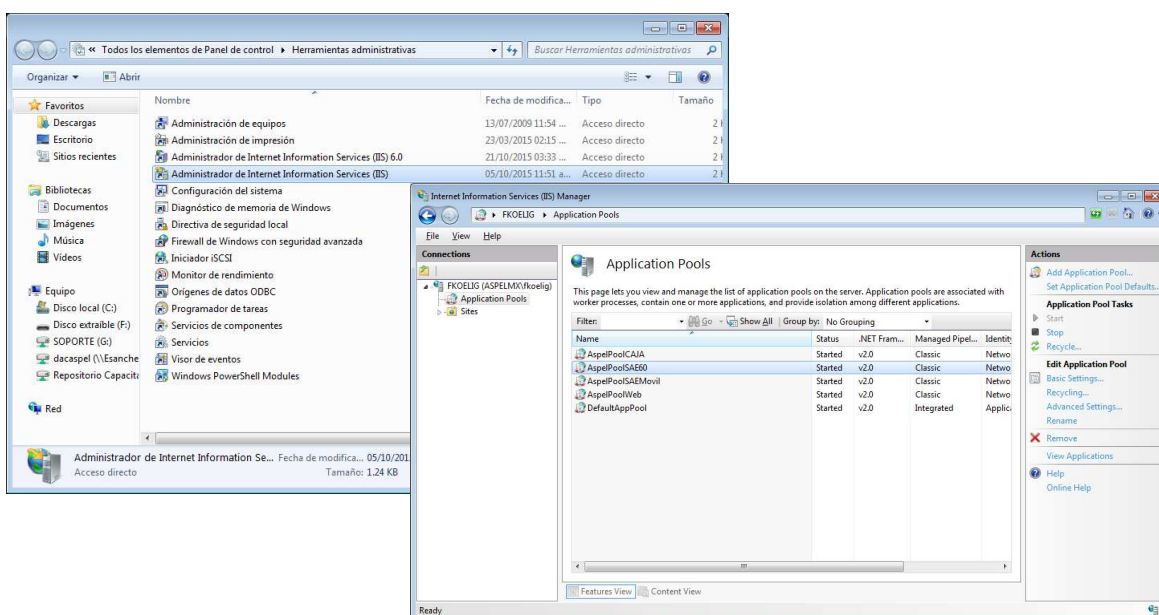 « Todos los elementos de Panel de control ▸ Herramientas administrativas
Buscar Herramientas administrativas
Organizar Abrir
Nombre Fecha de modifica... Tipo Tamaño
Favoritos
Descargas
Escritorio
Sitios recientes
Bibliotecas
Documentos
Imágenes
Música
Vídeos
Equipo
Disco local (C:)
Disco extraíble (F:)
SOPORTE (G:)
dacaspel (\\Esanche
Repositorio Capacita
Red
Administración de equipos 13/07/2009 11:54 ... Acceso directo 2
Administración de impresión 23/03/2015 02:15 ... Acceso directo 2
Administrador de Internet Information Services (IIS) 6.0 21/10/2015 03:33 ... Acceso directo 2
Administrador de Internet Information Services (IIS) 05/10/2015 11:51 a... Acceso directo 2
Configuración del sistema
Diagnóstico de memoria de Windows
Directiva de seguridad local
Firewall de Windows con seguridad avanzada
Iniciador iSCSI
Monitor de rendimiento
Orígenes de datos ODBC
Programador de tareas
Servicios de componentes
Servicios
Visor de eventos
Windows PowerShell Modules
Administrador de Internet Information Se... Fecha de modifica... 05/10/201
Acceso directo Tamaño: 1.24 KB
Internet Information Services (IIS) Manager
▸ FKOELIG ▸ Application Pools
File View Help
Connections
FKOELIG (ASPELMX\fkoelig)
Application Pools
Sites
Application Pools
This page lets you view and manage the list of application pools on the server. Application pools are associated with
worker processes, contain one or more applications, and provide isolation among different applications.
Filter: Go Show All Group by: No Grouping
Name Status .NET Fram... Managed Pipel... Identity
AspelPoolCAJA Started v2.0 Classic Netwo
AspelPoolSAE60 Started v2.0 Classic Netwo
AspelPoolSAEMovil Started v2.0 Classic Netwo
AspelPoolWeb Started v2.0 Classic Netwo
DefaultAppPool Started v2.0 Integrated Applic
Features View Content View
Ready
Actions
Add Application Pool...
Set Application Pool Defaults..
Application Pool Tasks
Start
Stop
Recycle...
Edit Application Pool
Basic Settings...
Recycling...
Advanced Settings...
Rename
Remove
View Applications
Help
Online Help